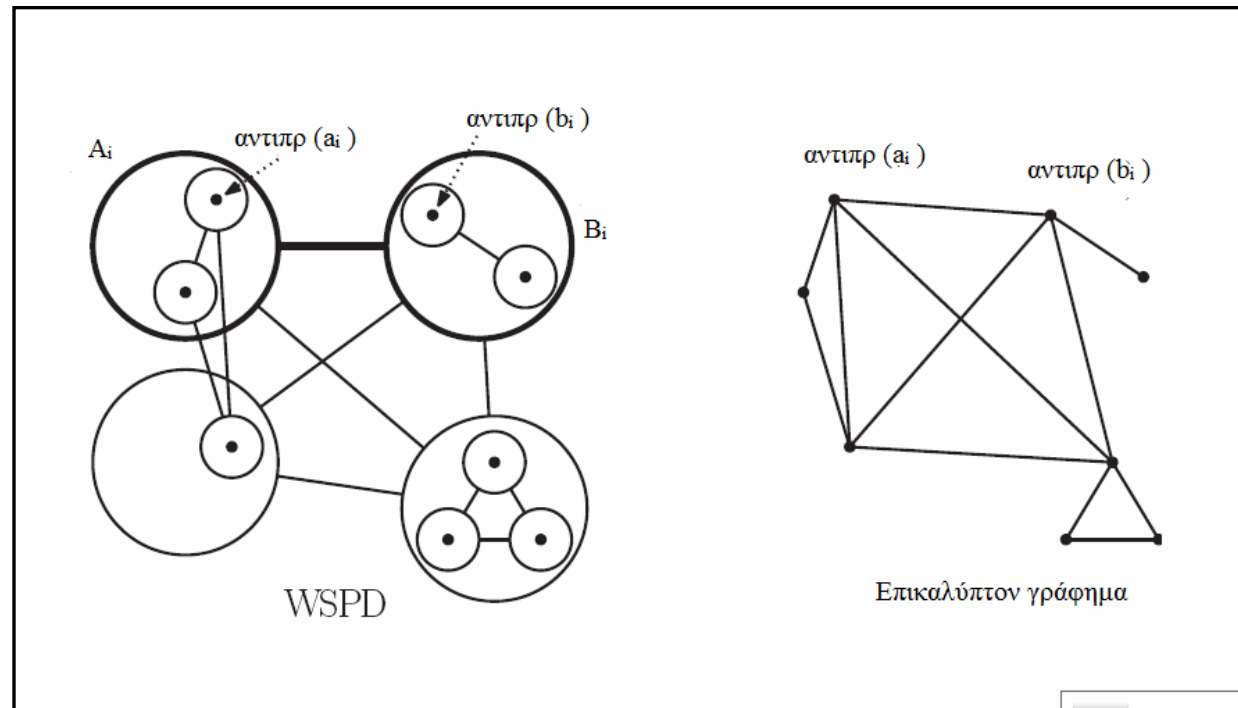 αντιπρ (bᵢ )
αντιπρ (aᵢ )
Aᵢ
Bᵢ
WSPD
αντιπρ (aᵢ )
αντιπρ (bᵢ )
Επικαλύπτον γράφημα